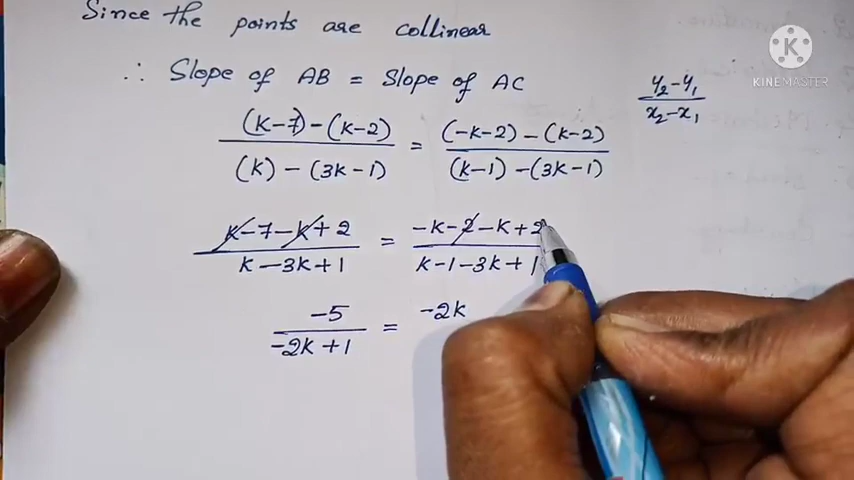 Since the points are collinear
∴ Slope of AB = Slope of AC
y₂-y₁ / x₂-x₁
K
KINEMASTER
(k-7)-(k-2) / (k)-(3k-1) = (-k-2)-(k-2) / (k-1)-(3k-1)
k-7-k+2 / k-3k+1 = -k-2-k+2 / k-1-3k+1
-5 / -2k+1 = -2k